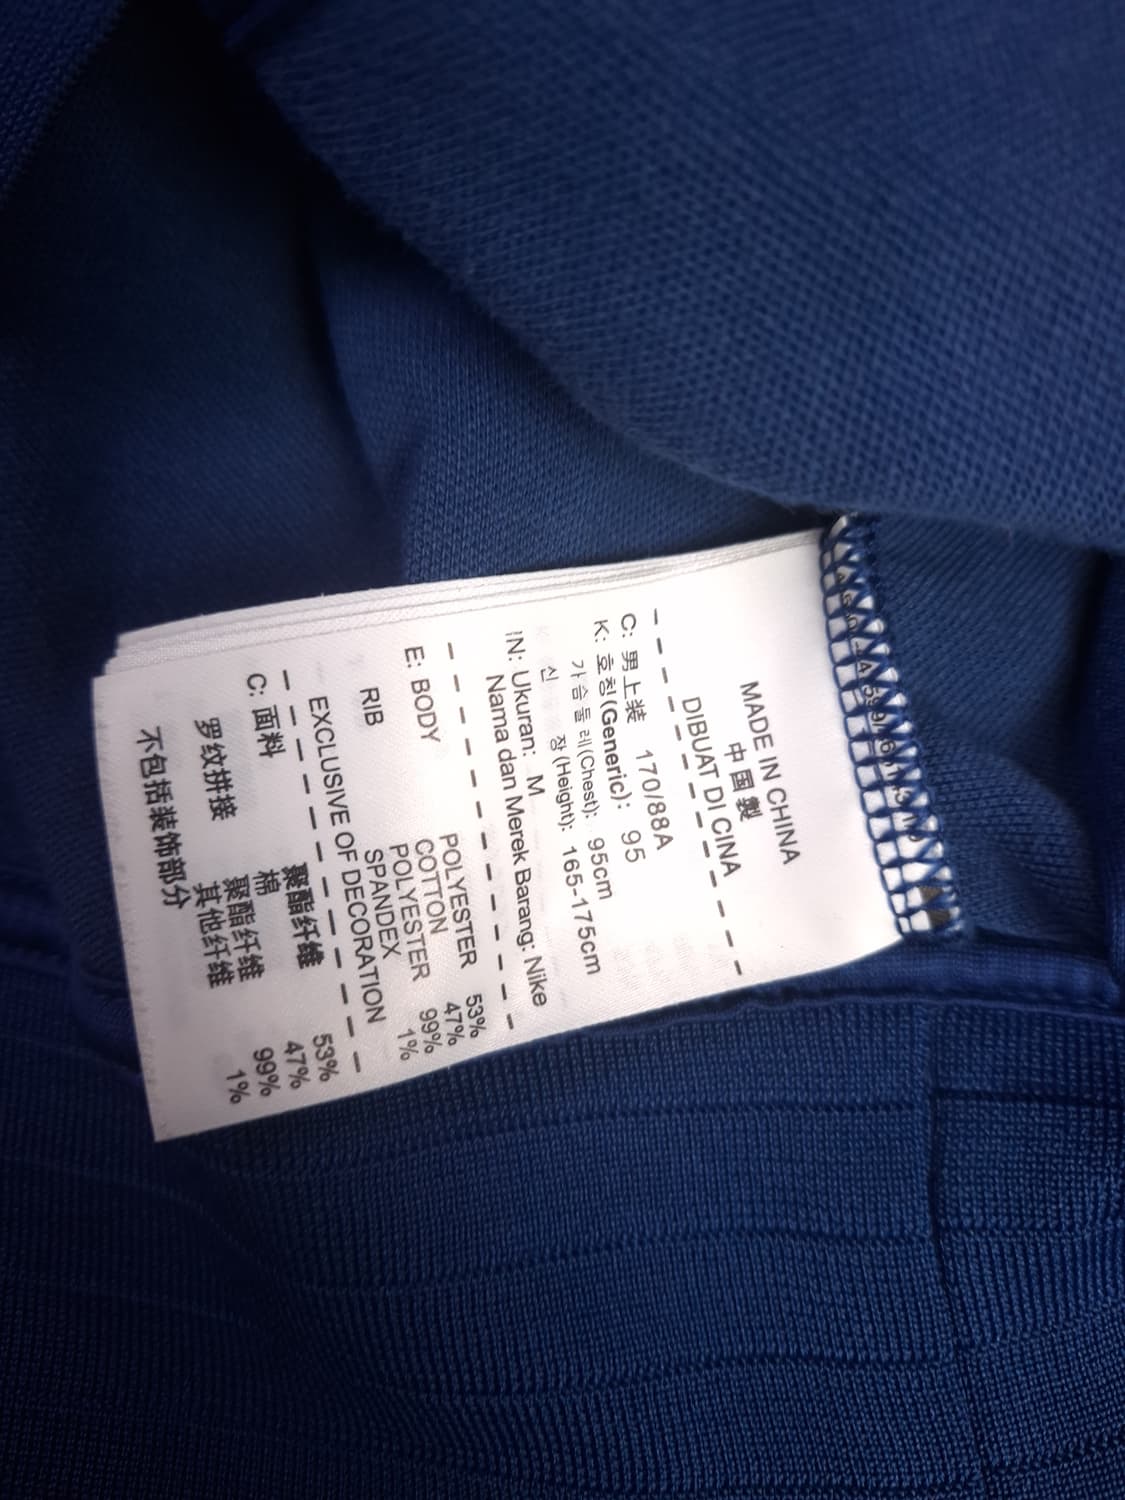 MADE IN CHINA
中國製
DIBUAT DI CINA
C: 男上装 170/88A
K: 호칭(Generic): 95
가슴둘레(Chest): 95cm
신 장(Height): 165-175cm
IN: Ukuran: M
Nama dan Merek Barang: Nike
E: BODY POLYESTER 53%
COTTON 47%
RIB POLYESTER 99%
SPANDEX 1%
EXCLUSIVE OF DECORATION
C: 面料 聚酯纤维 53%
棉 47%
罗纹拼接 聚酯纤维 99%
其他纤维 1%
不包括装饰部分